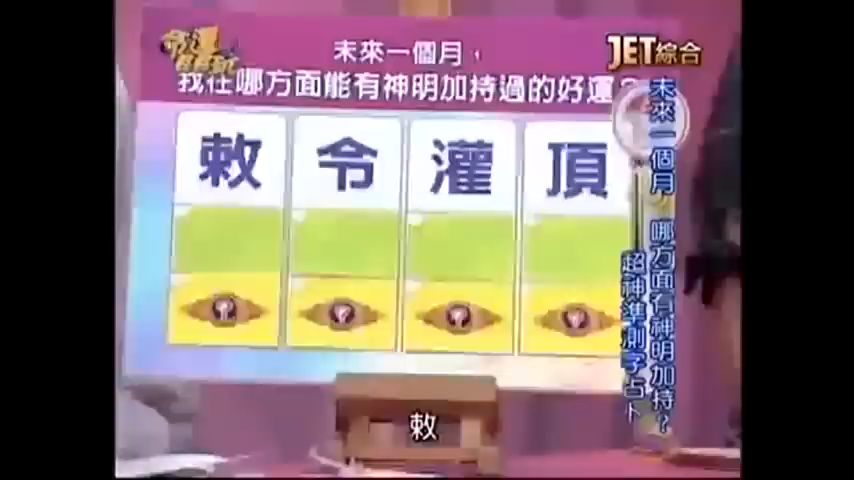 命運好好玩
JET綜合
未來一個月，
我在哪方面能有神明加持過的好運？
敕 令 灌 頂
未來一個月，哪方面有神明加持？
超神準測字占卜
敕